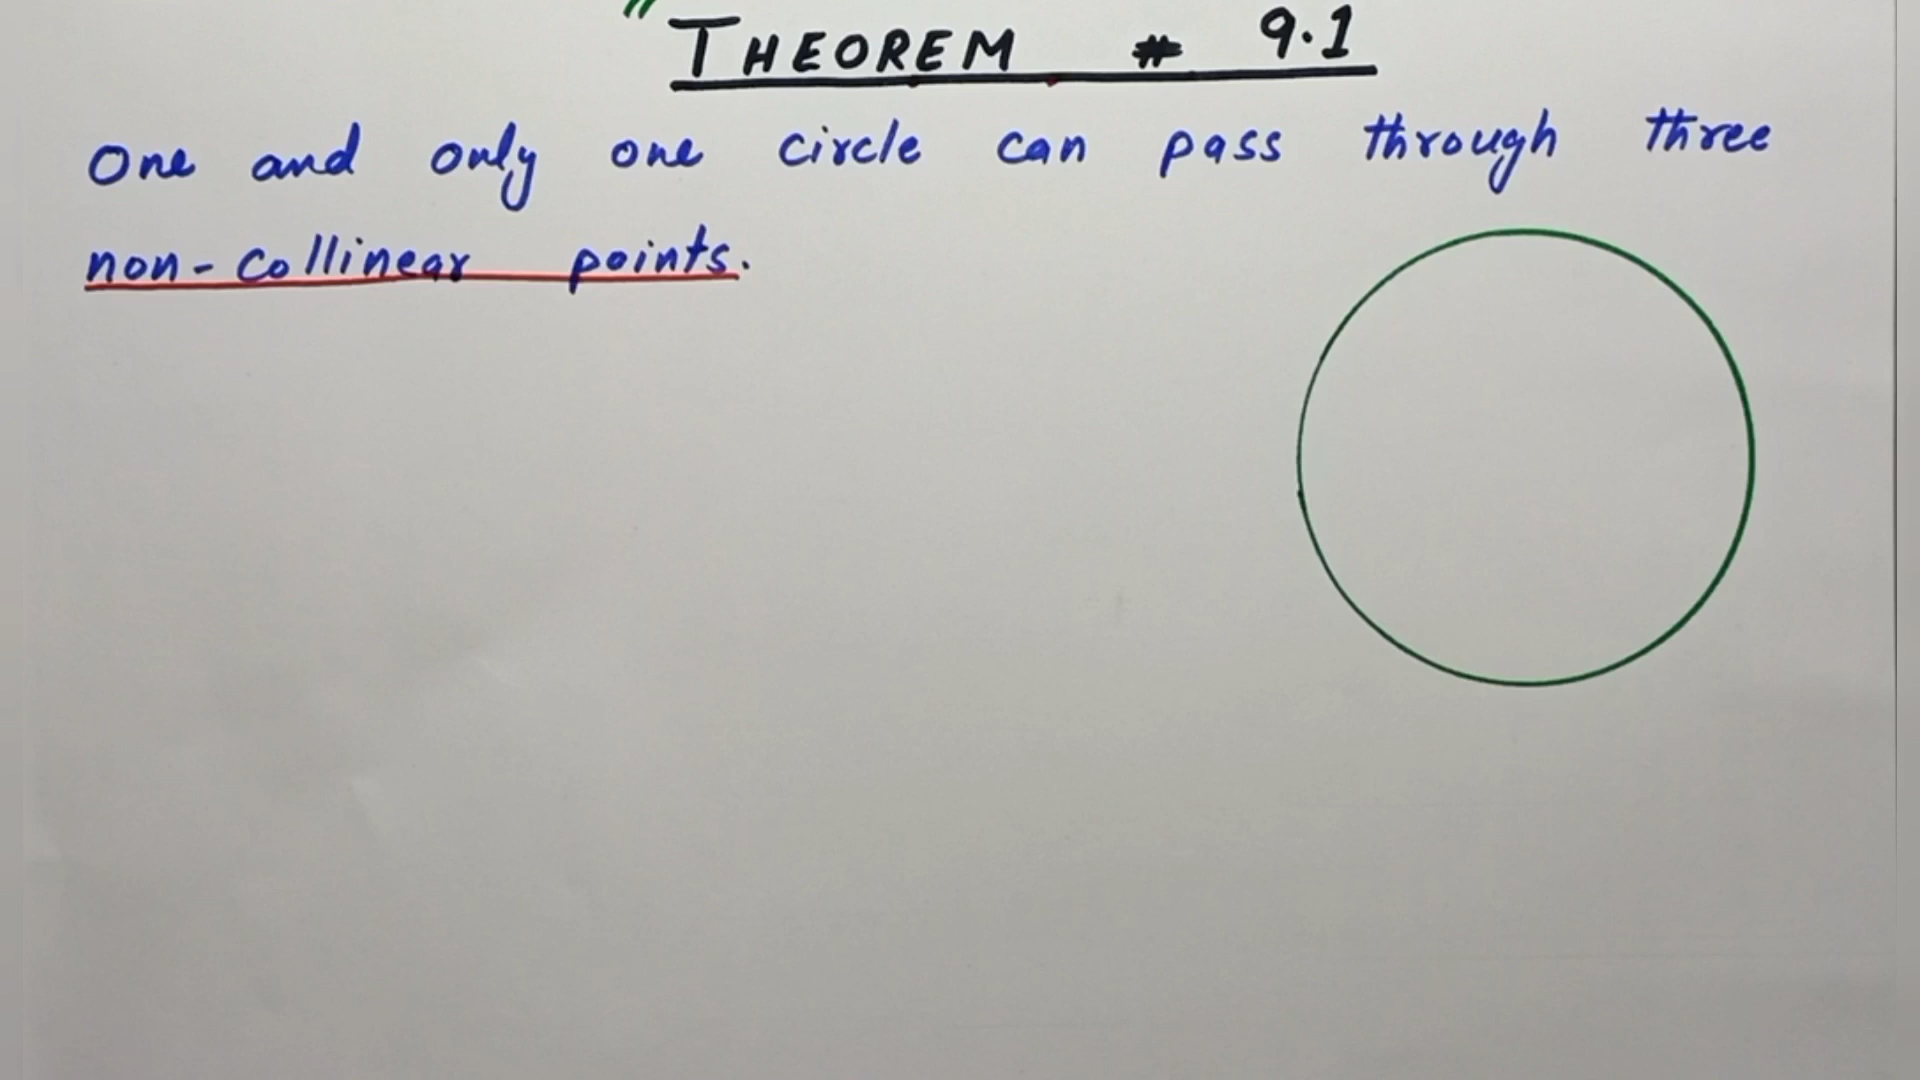 THEOREM # 9.1
One and only one circle can pass through three
non-collinear points.